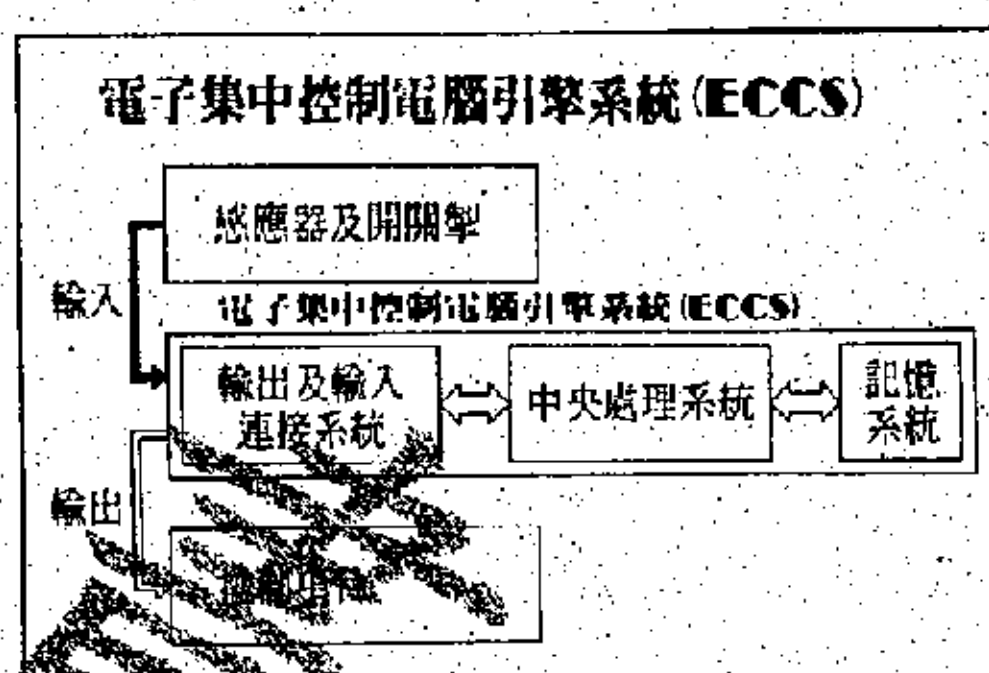 電子集中控制電腦引擎系統(ECCS)
感應器及開關掣
輸入
電子集中控制電腦引擎系統(ECCS)
輸出及輸入
連接系統
中央處理系統
記憶
系統
輸出